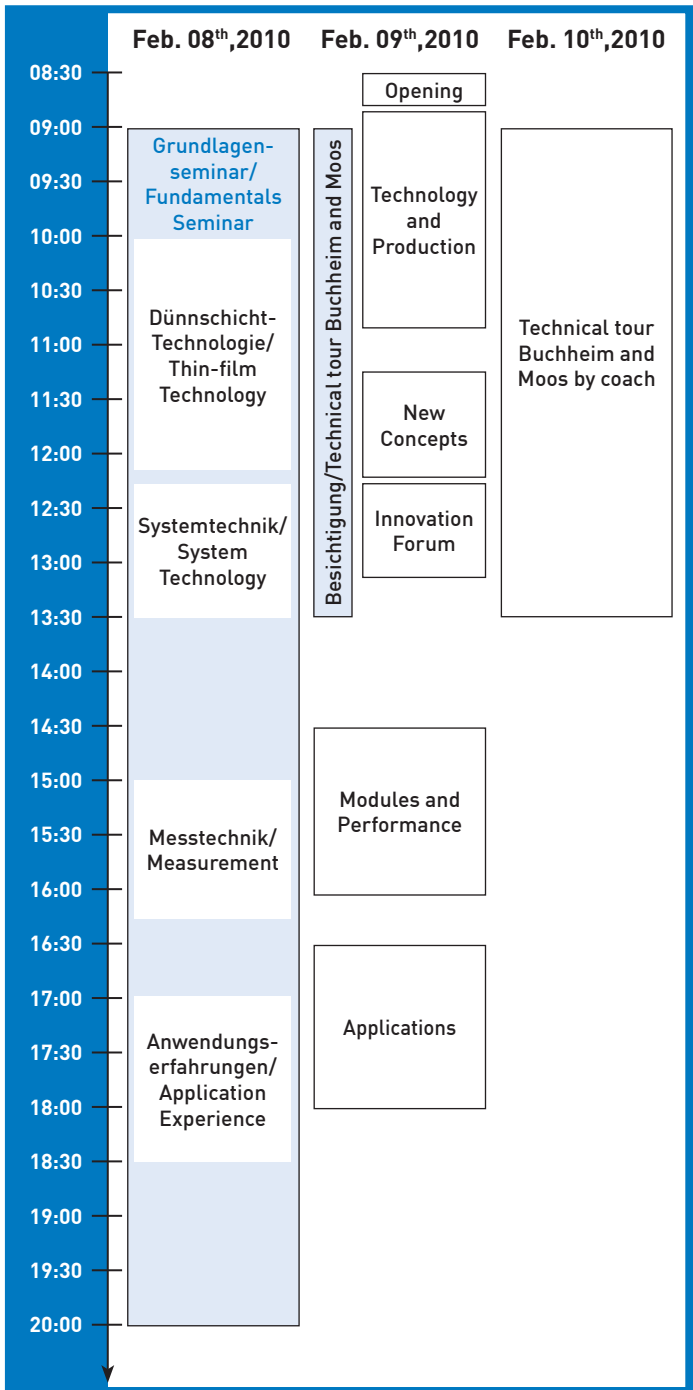 Feb. 08th,2010
Feb. 09th,2010
Feb. 10th,2010
08:30
09:00
09:30
10:00
10:30
11:00
11:30
12:00
12:30
13:00
13:30
14:00
14:30
15:00
15:30
16:00
16:30
17:00
17:30
18:00
18:30
19:00
19:30
20:00
Grundlagen-
seminar/
Fundamentals
Seminar
Dünnschicht-
Technologie/
Thin-film
Technology
Systemtechnik/
System
Technology
Messtechnik/
Measurement
Anwendungs-
erfahrungen/
Application
Experience
Besichtigung/Technical tour Buchheim and Moos
Opening
Technology
and
Production
New
Concepts
Innovation
Forum
Modules and
Performance
Applications
Technical tour
Buchheim and
Moos by coach